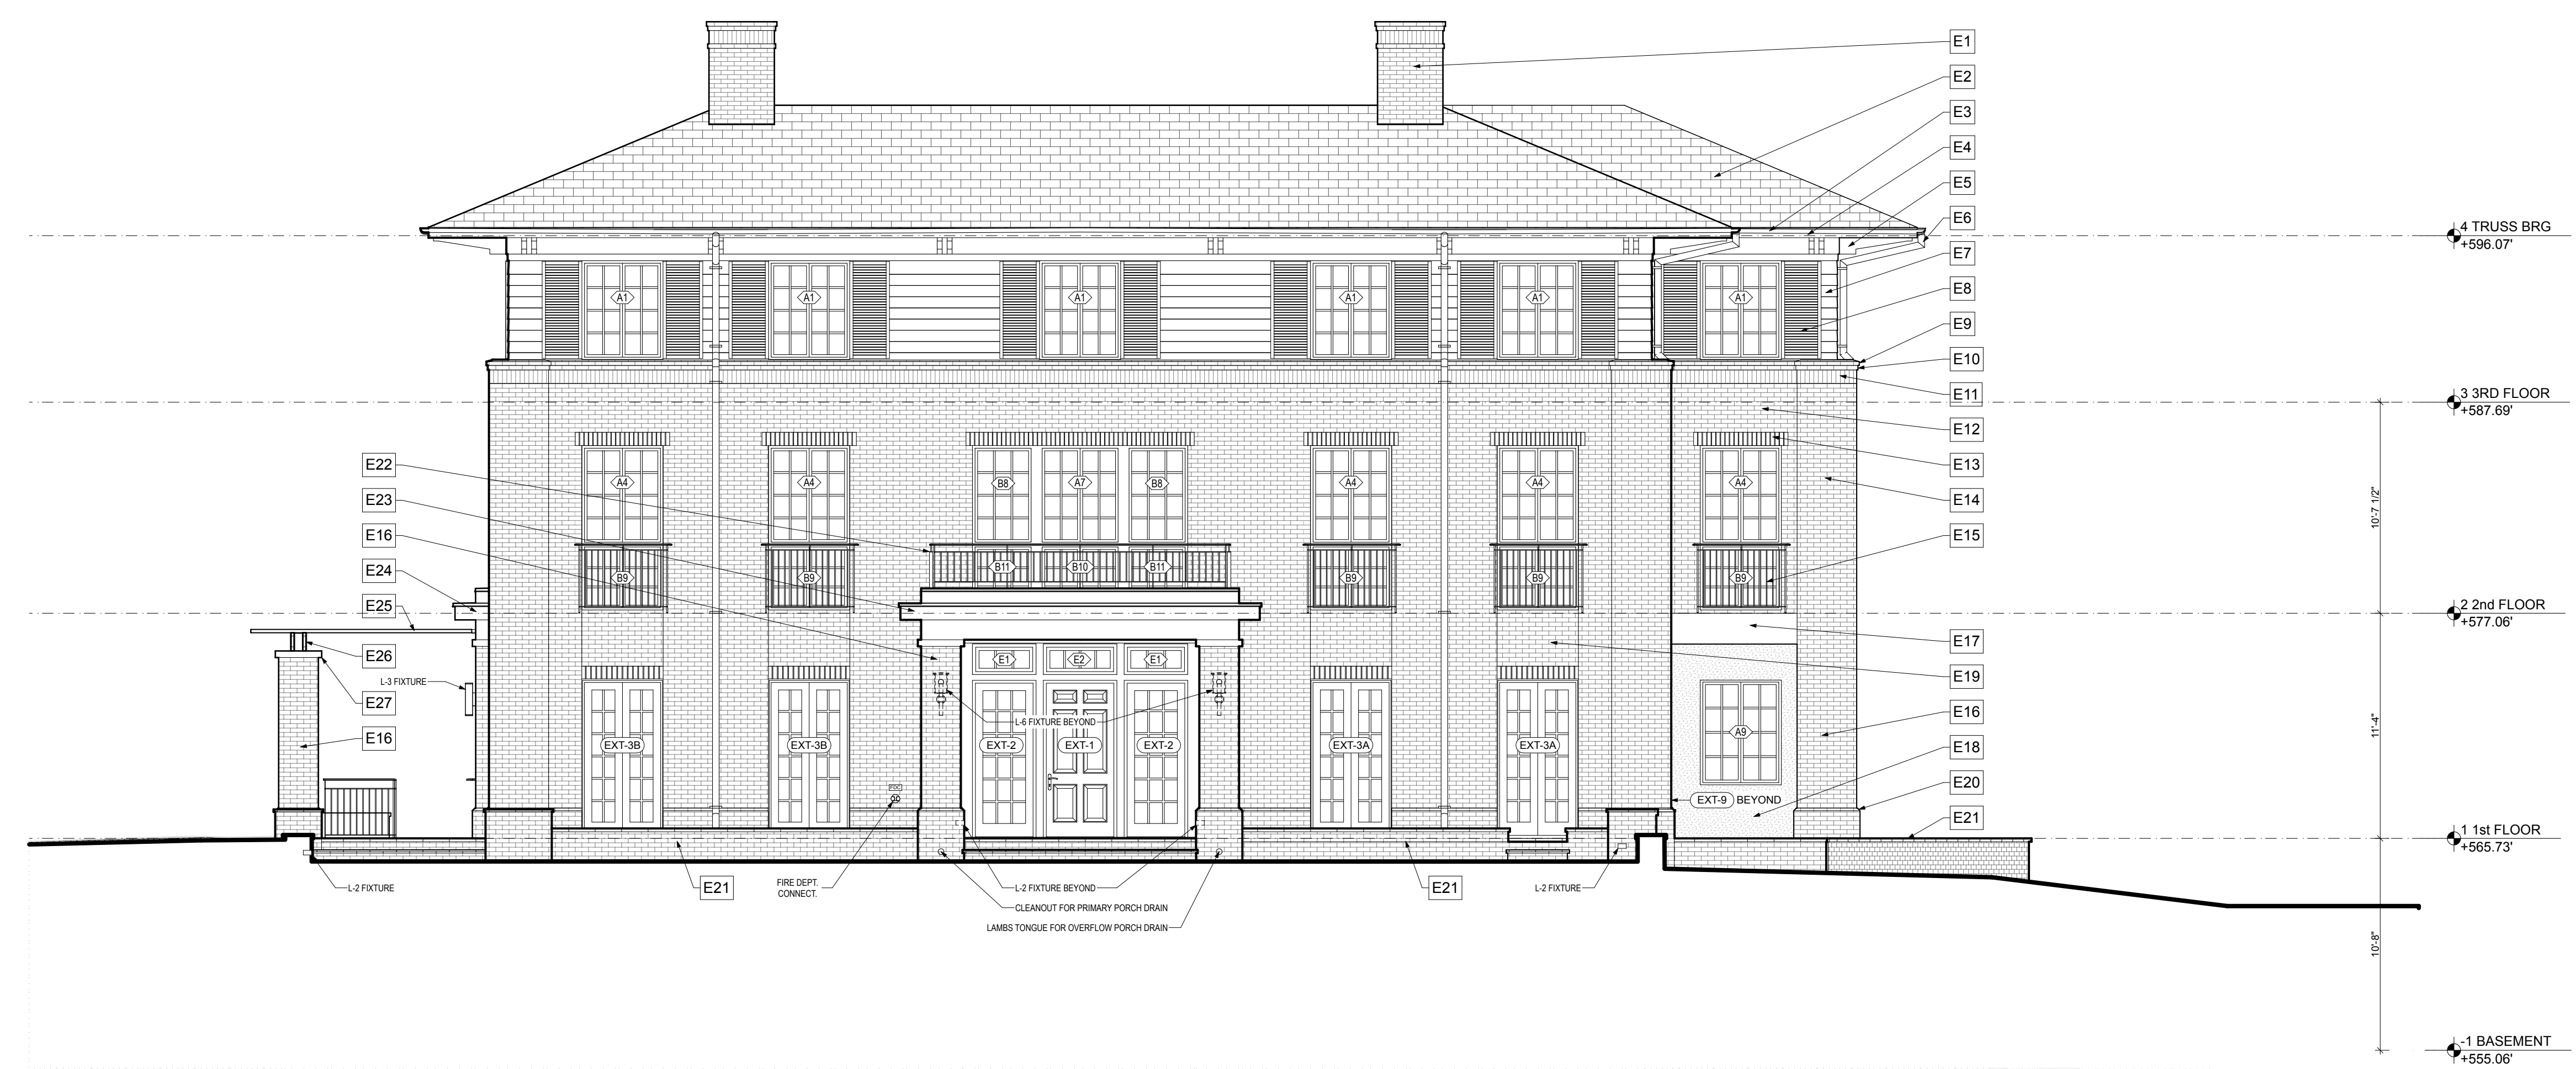 E1
E2
E3
E4
E5
E6
4 TRUSS BRG
+596.07'
E7
E8
A1
A1
A1
A1
A1
A1
E9
E10
E11
3 3RD FLOOR
+587.69'
E12
E13
E22
E14
A4
A4
B8
A7
B8
A4
A4
A4
E23
10'-7 1/2"
E15
E16
E24
B9
B9
B11
B10
B11
B9
B9
B9
E25
2 2nd FLOOR
+577.06'
E17
E26
E1
E2
E1
E19
L-3 FIXTURE
E27
E16
L-6 FIXTURE BEYOND
11'-4"
A9
E16
EXT-3B
EXT-3B
EXT-2
EXT-1
EXT-2
EXT-3A
EXT-3A
E18
E20
FDC
EXT-9 BEYOND
E21
1 1st FLOOR
+565.73'
L-2 FIXTURE
E21
FIRE DEPT.
CONNECT.
L-2 FIXTURE BEYOND
E21
L-2 FIXTURE
CLEANOUT FOR PRIMARY PORCH DRAIN
LAMBS TONGUE FOR OVERFLOW PORCH DRAIN
10'-8"
-1 BASEMENT
+555.06'